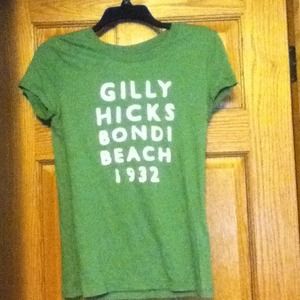 GILLY
HICKS
BONDI
BEACH
1932